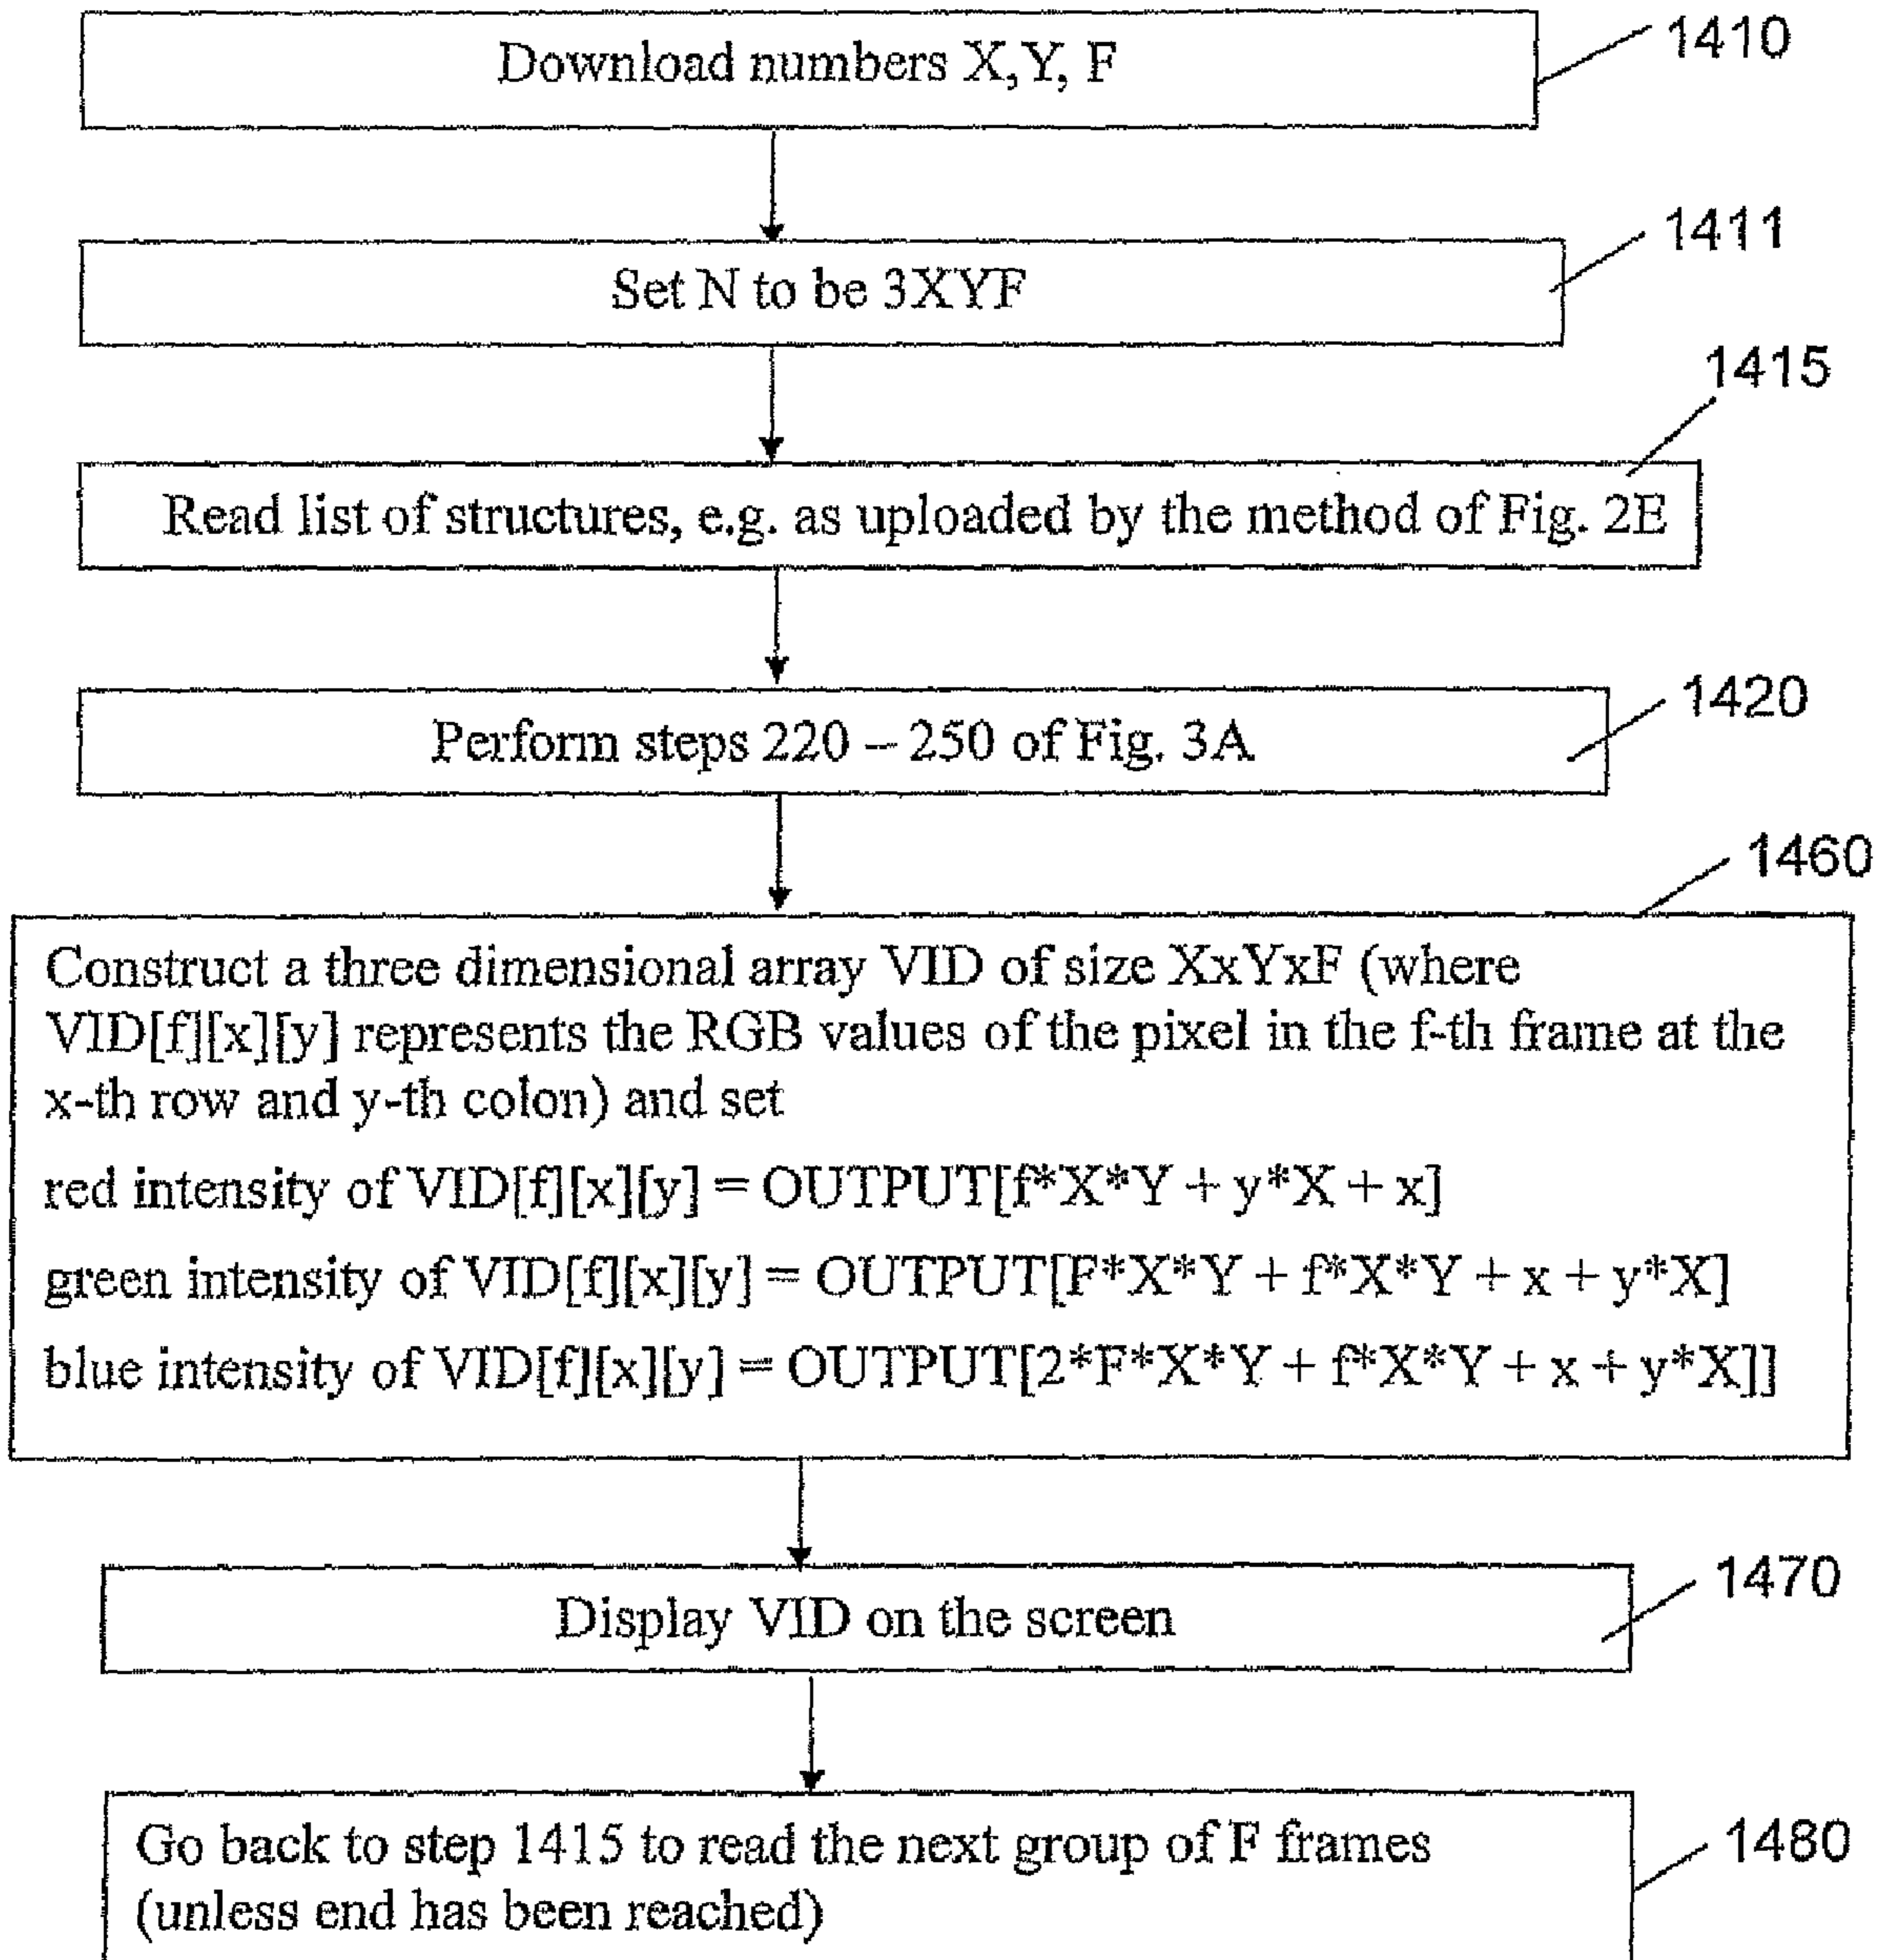 Download numbers X, Y, F
1410
Set N to be 3XYF
1411
1415
Read list of structures, e.g. as uploaded by the method of Fig. 2E
Perform steps 220 – 250 of Fig. 3A
1420
1460
Construct a three dimensional array VID of size XxYxF (where
VID[f][x][y] represents the RGB values of the pixel in the f-th frame at the
x-th row and y-th colon) and set
red intensity of VID[f][x][y] = OUTPUT[f*X*Y + y*X + x]
green intensity of VID[f][x][y] = OUTPUT[F*X*Y + f*X*Y + x + y*X]
blue intensity of VID[f][x][y] = OUTPUT[2*F*X*Y + f*X*Y + x + y*X]]
Display VID on the screen
1470
Go back to step 1415 to read the next group of F frames
(unless end has been reached)
1480